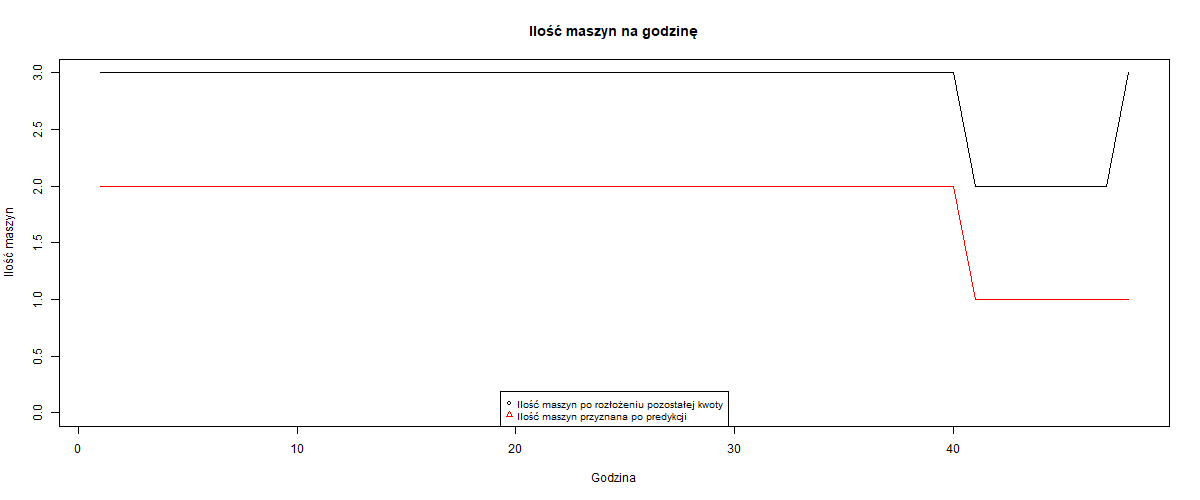 Ilość maszyn na godzinę
Ilość maszyn
3.0
2.5
2.0
1.5
1.0
0.5
0.0
Ilość maszyn po rozłożeniu pozostałej kwoty
Ilość maszyn przyznana po predykcji
0 10 20 30 40
Godzina